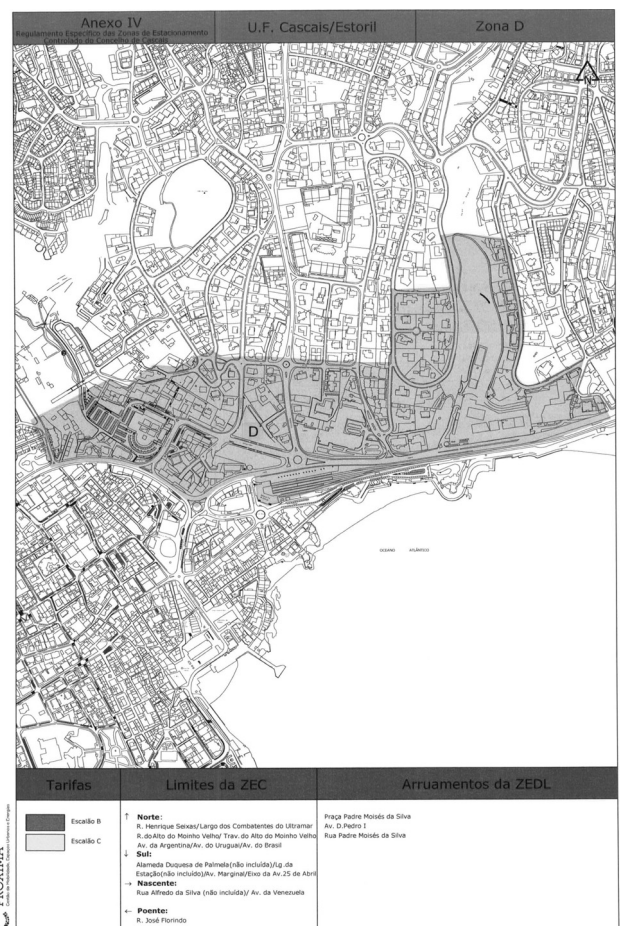 Anexo IV
Regulamento Específico das Zonas de Estacionamento
Controlado do Concelho de Cascais
U.F. Cascais/Estoril
Zona D
N
D
OCEANO ATLÂNTICO
Tarifas
Limites da ZEC
Arruamentos da ZEDL
Escalão B
Escalão C
↑ Norte:
R. Henrique Seixas/Largo dos Combatentes do Ultramar
R.doAlto do Moinho Velho/ Trav.do Alto do Moinho Velho
Av. da Argentina/Av. do Uruguai/Av. do Brasil
↓ Sul:
Alameda Duquesa de Palmela(não incluída)/Lg.da
Estação(não incluído)/Av. Marginal/Eixo da Av.25 de Abril
→ Nascente:
Rua Alfredo da Silva (não incluída)/ Av. da Venezuela
← Poente:
R. José Florindo
Praça Padre Moisés da Silva
Av. D.Pedro I
Rua Padre Moisés da Silva